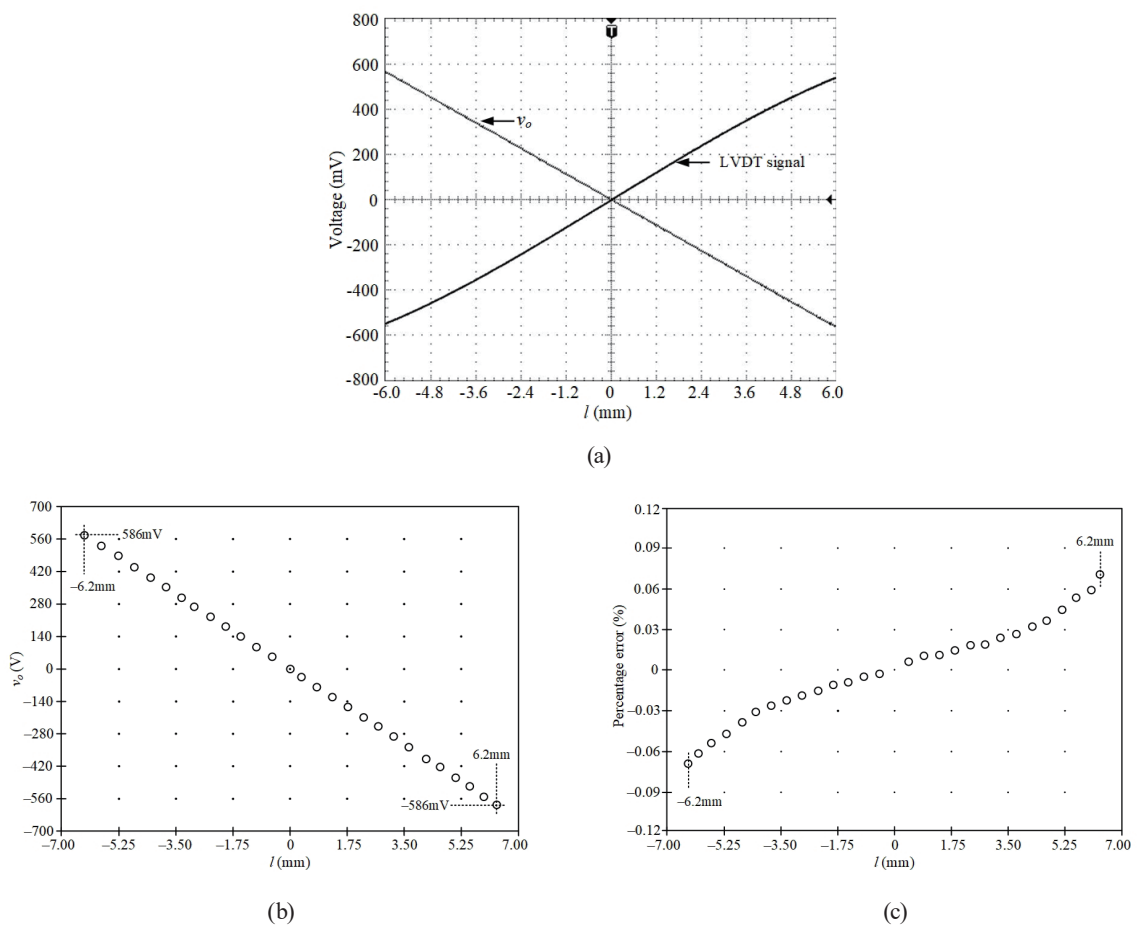 800
T
600
400
200
0
-200
-400
-600
-800
Voltage (mV)
vo
LVDT signal
-6.0 -4.8 -3.6 -2.4 -1.2 0 1.2 2.4 3.6 4.8 6.0
l (mm)
(a)
700
560
420
280
140
0
–140
–280
–420
–560
–700
vo (V)
586mV
–6.2mm
6.2mm
–586mV
–7.00 –5.25 –3.50 –1.75 0 1.75 3.50 5.25 7.00
l (mm)
(b)
0.12
0.09
0.06
0.03
0
–0.03
–0.06
–0.09
–0.12
Percentage error (%)
6.2mm
–6.2mm
–7.00 –5.25 –3.50 –1.75 0 1.75 3.50 5.25 7.00
l (mm)
(c)